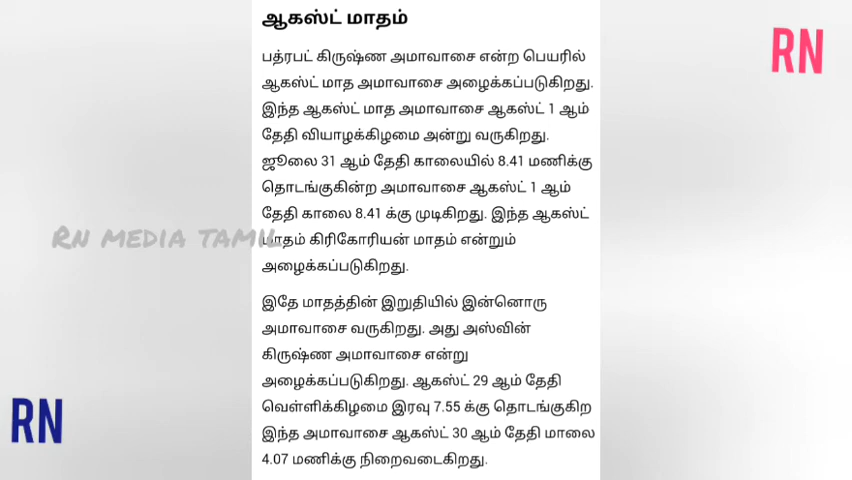 ஆகஸ்ட் மாதம்
RN
பத்ரபட் கிருஷ்ண அமாவாசை என்ற பெயரில்
ஆகஸ்ட் மாத அமாவாசை அழைக்கப்படுகிறது.
இந்த ஆகஸ்ட் மாத அமாவாசை ஆகஸ்ட் 1 ஆம்
தேதி வியாழக்கிழமை அன்று வருகிறது.
ஜூலை 31 ஆம் தேதி காலையில் 8.41 மணிக்கு
தொடங்குகின்ற அமாவாசை ஆகஸ்ட் 1 ஆம்
தேதி காலை 8.41 க்கு முடிகிறது. இந்த ஆகஸ்ட்
RN MEDIA TAMIL
மாதம் கிரிகோரியன் மாதம் என்றும்
அழைக்கப்படுகிறது.
இதே மாதத்தின் இறுதியில் இன்னொரு
அமாவாசை வருகிறது. அது அஸ்வின்
கிருஷ்ண அமாவாசை என்று
அழைக்கப்படுகிறது. ஆகஸ்ட் 29 ஆம் தேதி
வெள்ளிக்கிழமை இரவு 7.55 க்கு தொடங்குகிற
RN
இந்த அமாவாசை ஆகஸ்ட் 30 ஆம் தேதி மாலை
4.07 மணிக்கு நிறைவடைகிறது.